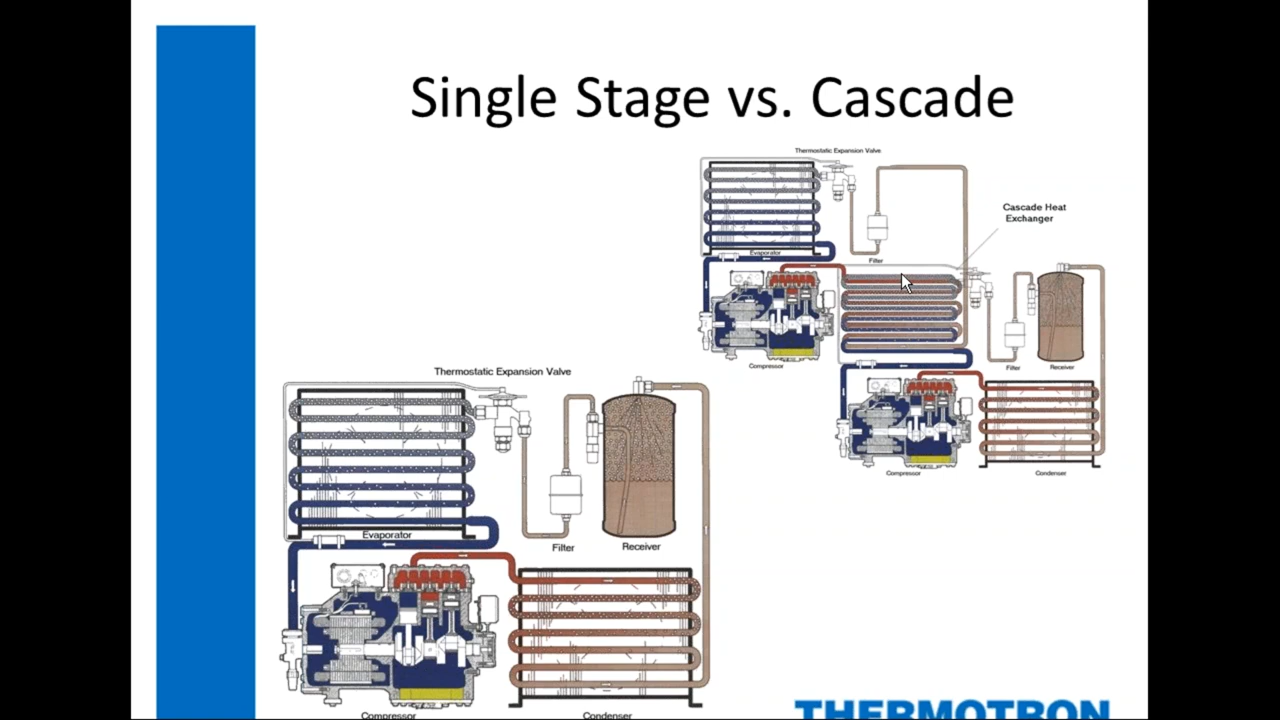 Single Stage vs. Cascade
Thermostatic Expansion Valve
Cascade Heat
Exchanger
Evaporator
Filter
Compressor
Filter
Receiver
Compressor
Condenser
Thermostatic Expansion Valve
Evaporator
Filter
Receiver
Compressor
Condenser
THERMOTRON